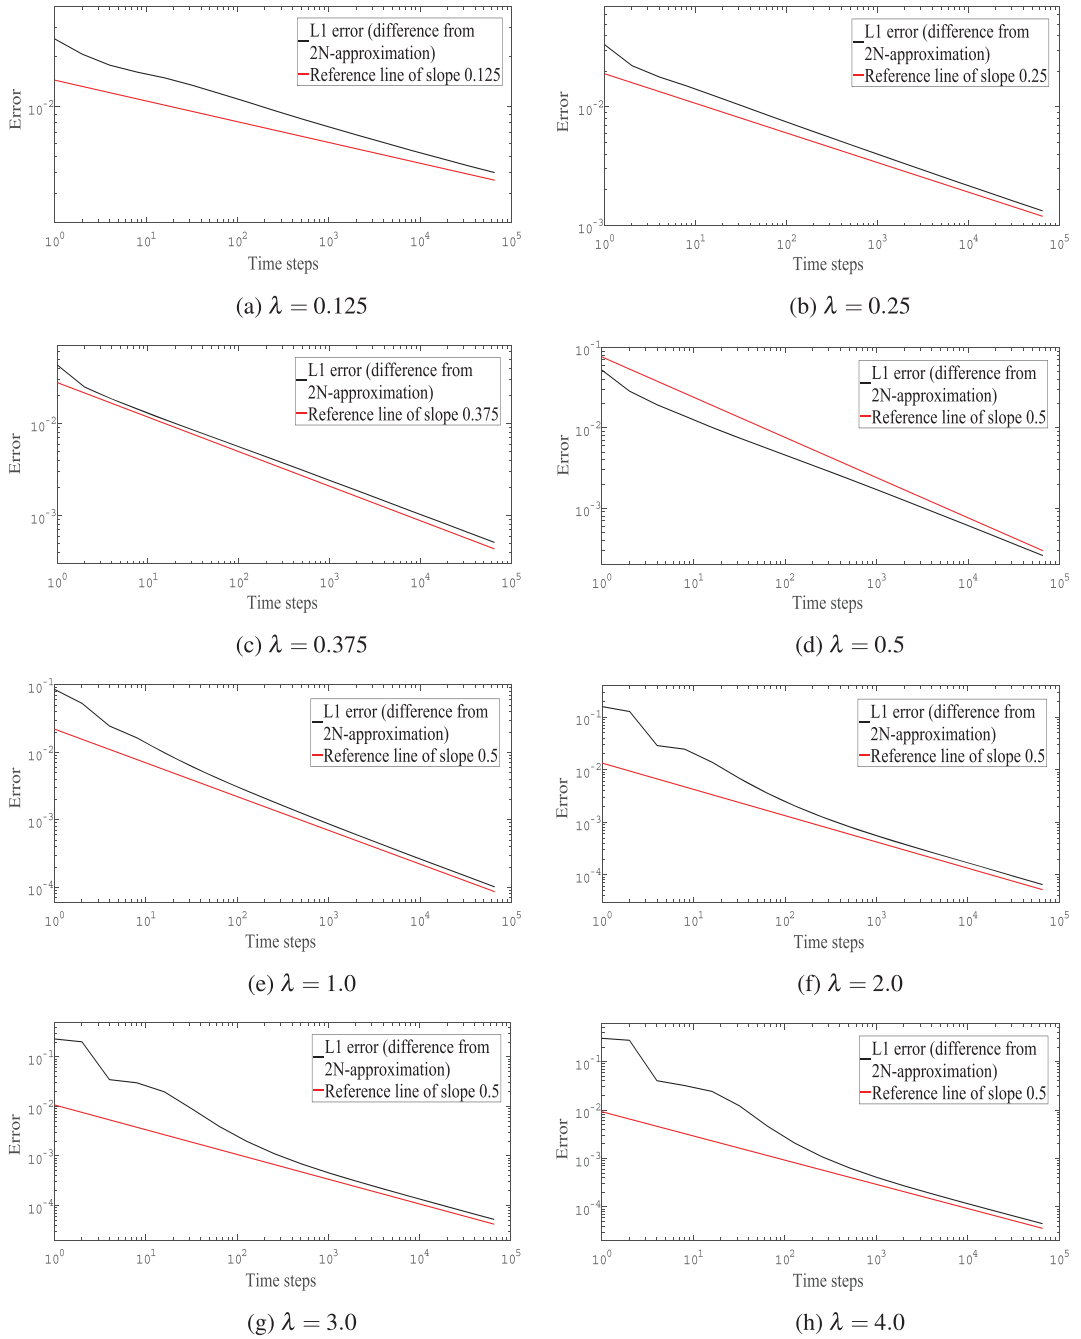 L1 error (difference from
2N-approximation)
Reference line of slope 0.125
10^-2
Error
10^0 10^1 10^2 10^3 10^4 10^5
Time steps
(a) λ = 0.125
L1 error (difference from
2N-approximation)
Reference line of slope 0.25
10^-2
Error
10^-3
10^0 10^1 10^2 10^3 10^4 10^5
Time steps
(b) λ = 0.25
L1 error (difference from
2N-approximation)
Reference line of slope 0.375
10^-2
Error
10^-3
10^0 10^1 10^2 10^3 10^4 10^5
Time steps
(c) λ = 0.375
10^-1
L1 error (difference from
2N-approximation)
Reference line of slope 0.5
10^-2
Error
10^-3
10^0 10^1 10^2 10^3 10^4 10^5
Time steps
(d) λ = 0.5
10^-1
L1 error (difference from
2N-approximation)
Reference line of slope 0.5
10^-2
Error
10^-3
10^-4
10^0 10^1 10^2 10^3 10^4 10^5
Time steps
(e) λ = 1.0
L1 error (difference from
2N-approximation)
Reference line of slope 0.5
10^-1
10^-2
Error
10^-3
10^-4
10^0 10^1 10^2 10^3 10^4 10^5
Time steps
(f) λ = 2.0
L1 error (difference from
2N-approximation)
Reference line of slope 0.5
10^-1
10^-2
Error
10^-3
10^-4
10^0 10^1 10^2 10^3 10^4 10^5
Time steps
(g) λ = 3.0
L1 error (difference from
2N-approximation)
Reference line of slope 0.5
10^-1
10^-2
Error
10^-3
10^-4
10^0 10^1 10^2 10^3 10^4 10^5
Time steps
(h) λ = 4.0